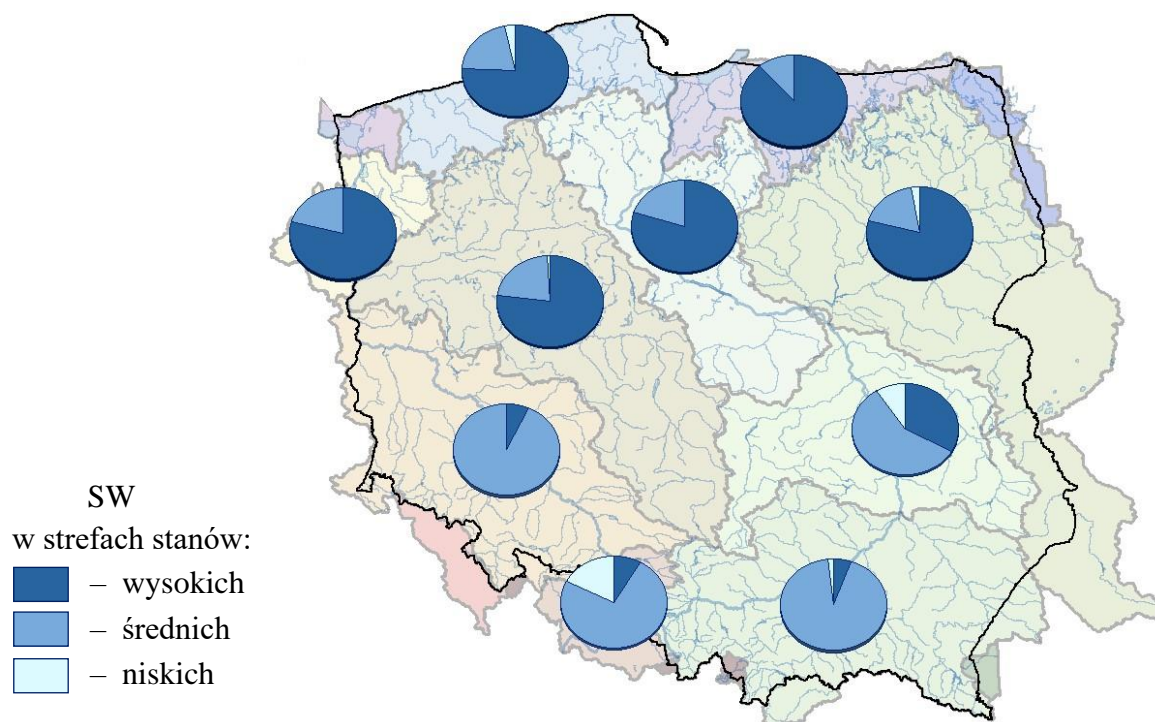 SW
w strefach stanów:
– wysokich
– średnich
– niskich